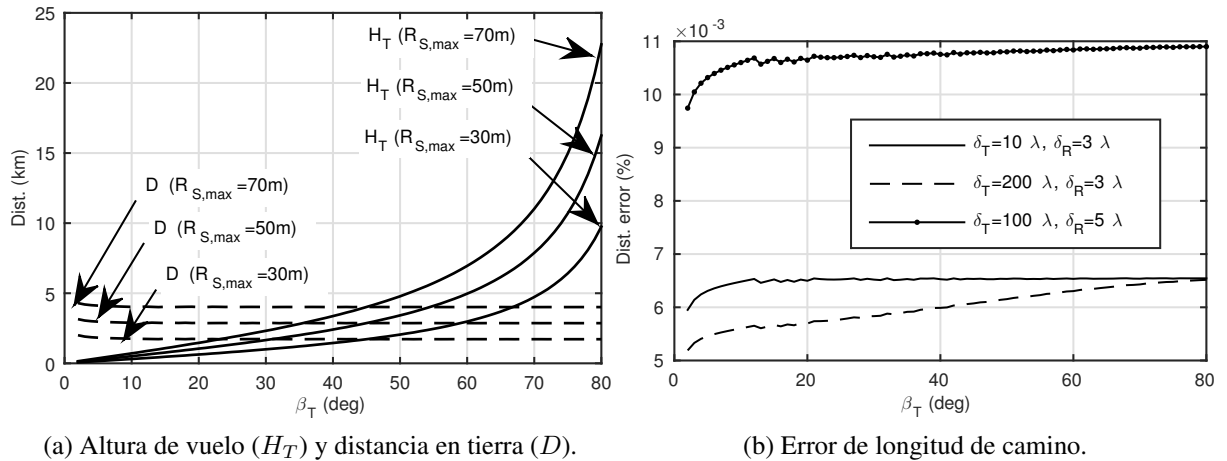 25
20
15
10
5
0
Dist. (km)
H_T (R_S,max =70m)
H_T (R_S,max =50m)
H_T (R_S,max =30m)
D (R_S,max =70m)
D (R_S,max =50m)
D (R_S,max =30m)
0 10 20 30 40 50 60 70 80
β_T (deg)
(a) Altura de vuelo (H_T) y distancia en tierra (D).
×10⁻³
11
10
9
8
7
6
5
Dist. error (%)
δ_T=10 λ, δ_R=3 λ
δ_T=200 λ, δ_R=3 λ
δ_T=100 λ, δ_R=5 λ
0 20 40 60 80
β_T (deg)
(b) Error de longitud de camino.